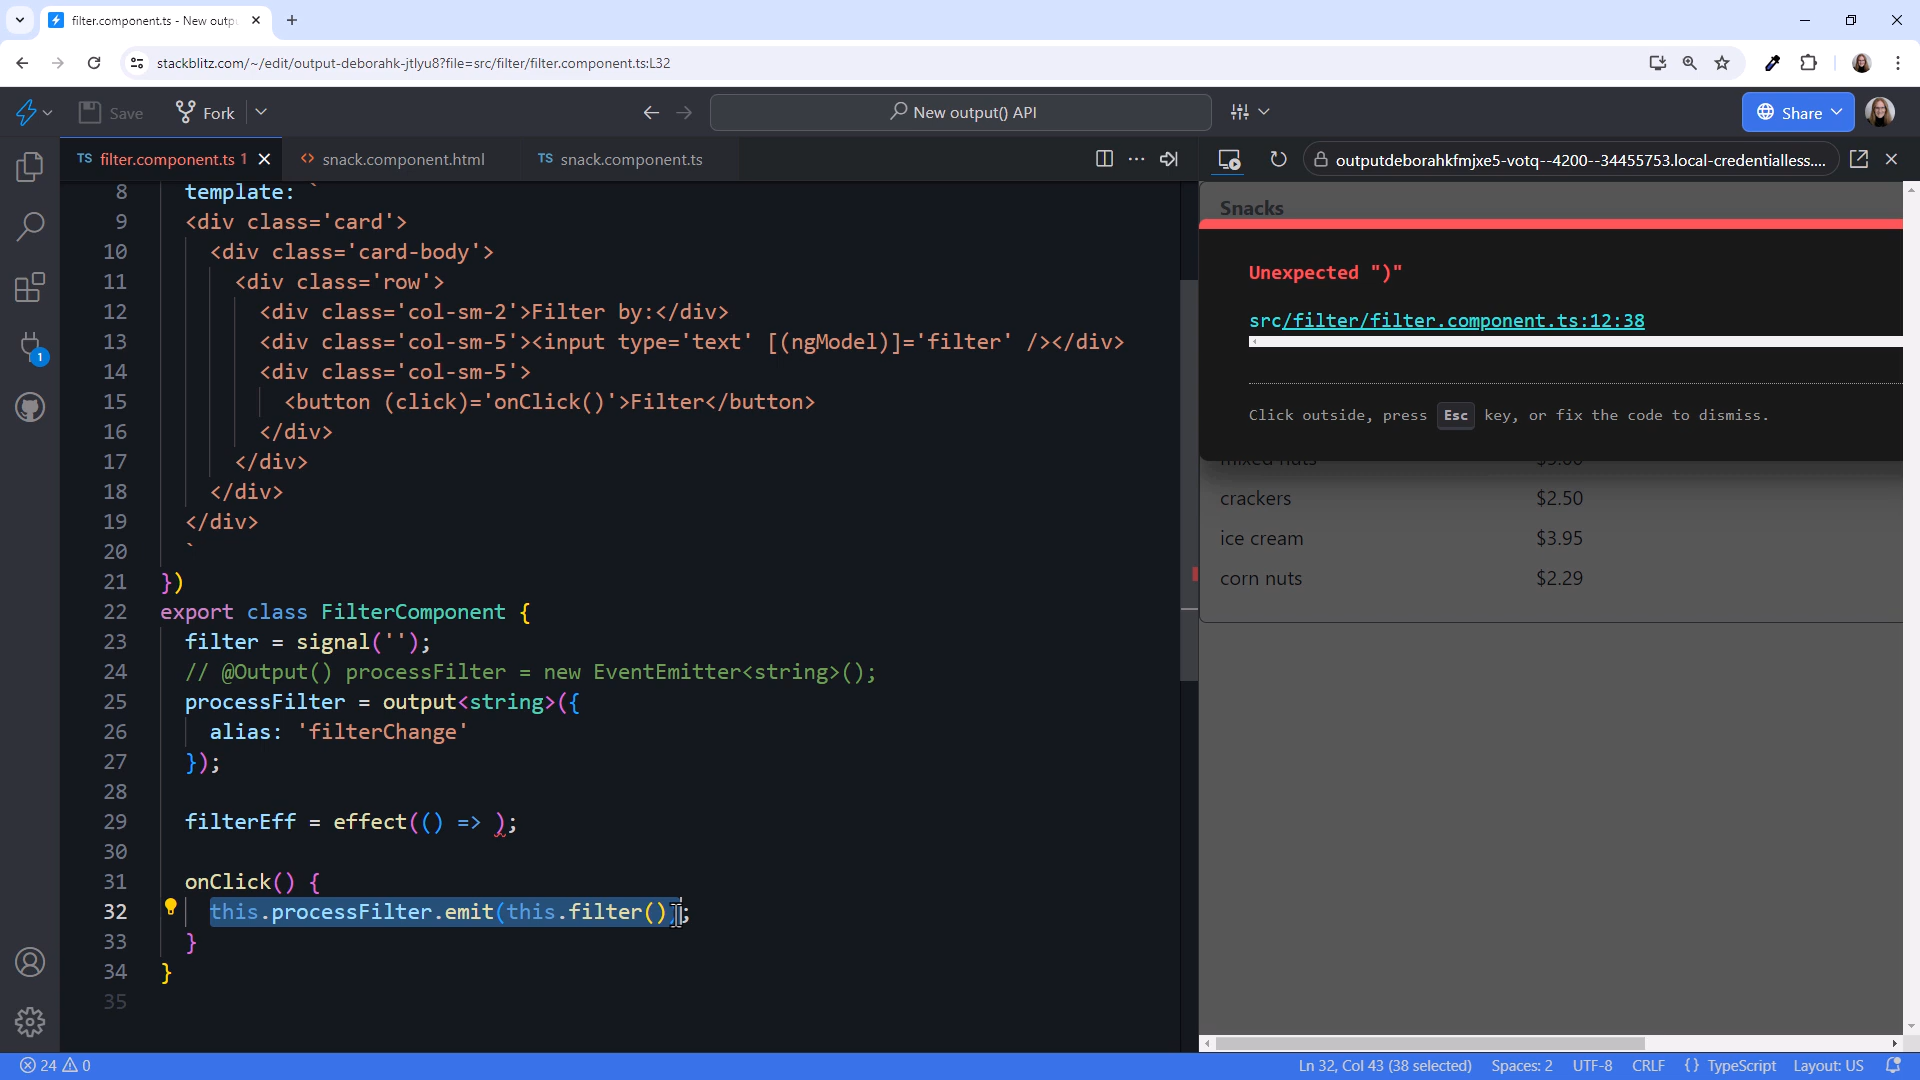 filter.component.ts - New outp
stackblitz.com/~/edit/output-deborahk-jtlyu8?file=src/filter/filter.component.ts:L32
Save
Fork
New output() API
Share
TS filter.component.ts 1
<> snack.component.html
TS snack.component.ts
outputdeborahkfmjxe5-votq--4200--34455753.local-credentialless....
1
8 template: `
9 <div class='card'>
10 <div class='card-body'>
11 <div class='row'>
12 <div class='col-sm-2'>Filter by:</div>
13 <div class='col-sm-5'><input type='text' [(ngModel)]='filter' /></div>
14 <div class='col-sm-5'>
15 <button (click)='onClick()'>Filter</button>
16 </div>
17 </div>
18 </div>
19 </div>
20 `
21 })
22 export class FilterComponent {
23 filter = signal('');
24 // @Output() processFilter = new EventEmitter<string>();
25 processFilter = output<string>({
26 alias: 'filterChange'
27 });
28
29 filterEff = effect(() => );
30
31 onClick() {
32 this.processFilter.emit(this.filter());
33 }
34 }
35
Snacks
Unexpected ")"
src/filter/filter.component.ts:12:38
Click outside, press Esc key, or fix the code to dismiss.
mixed nuts $3.00
crackers $2.50
ice cream $3.95
corn nuts $2.29
24 0
Ln 32, Col 43 (38 selected) Spaces: 2 UTF-8 CRLF {} TypeScript Layout: US